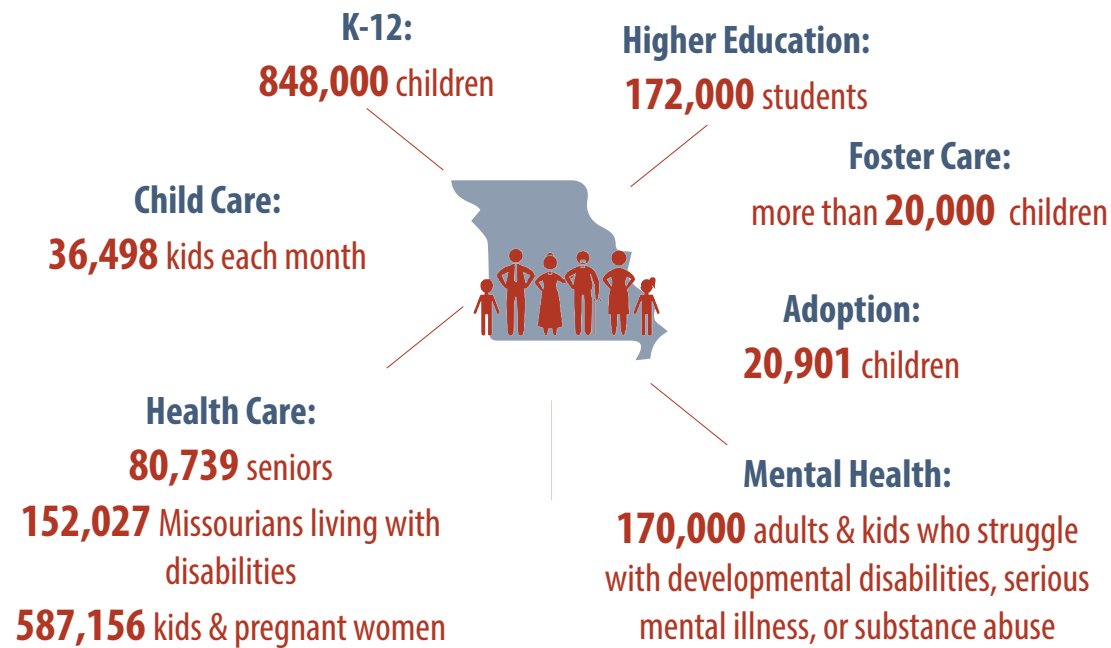 K-12:
848,000 children
Higher Education:
172,000 students
Foster Care:
more than 20,000 children
Child Care:
36,498 kids each month
Adoption:
20,901 children
Health Care:
80,739 seniors
152,027 Missourians living with
disabilities
587,156 kids & pregnant women
Mental Health:
170,000 adults & kids who struggle
with developmental disabilities, serious
mental illness, or substance abuse